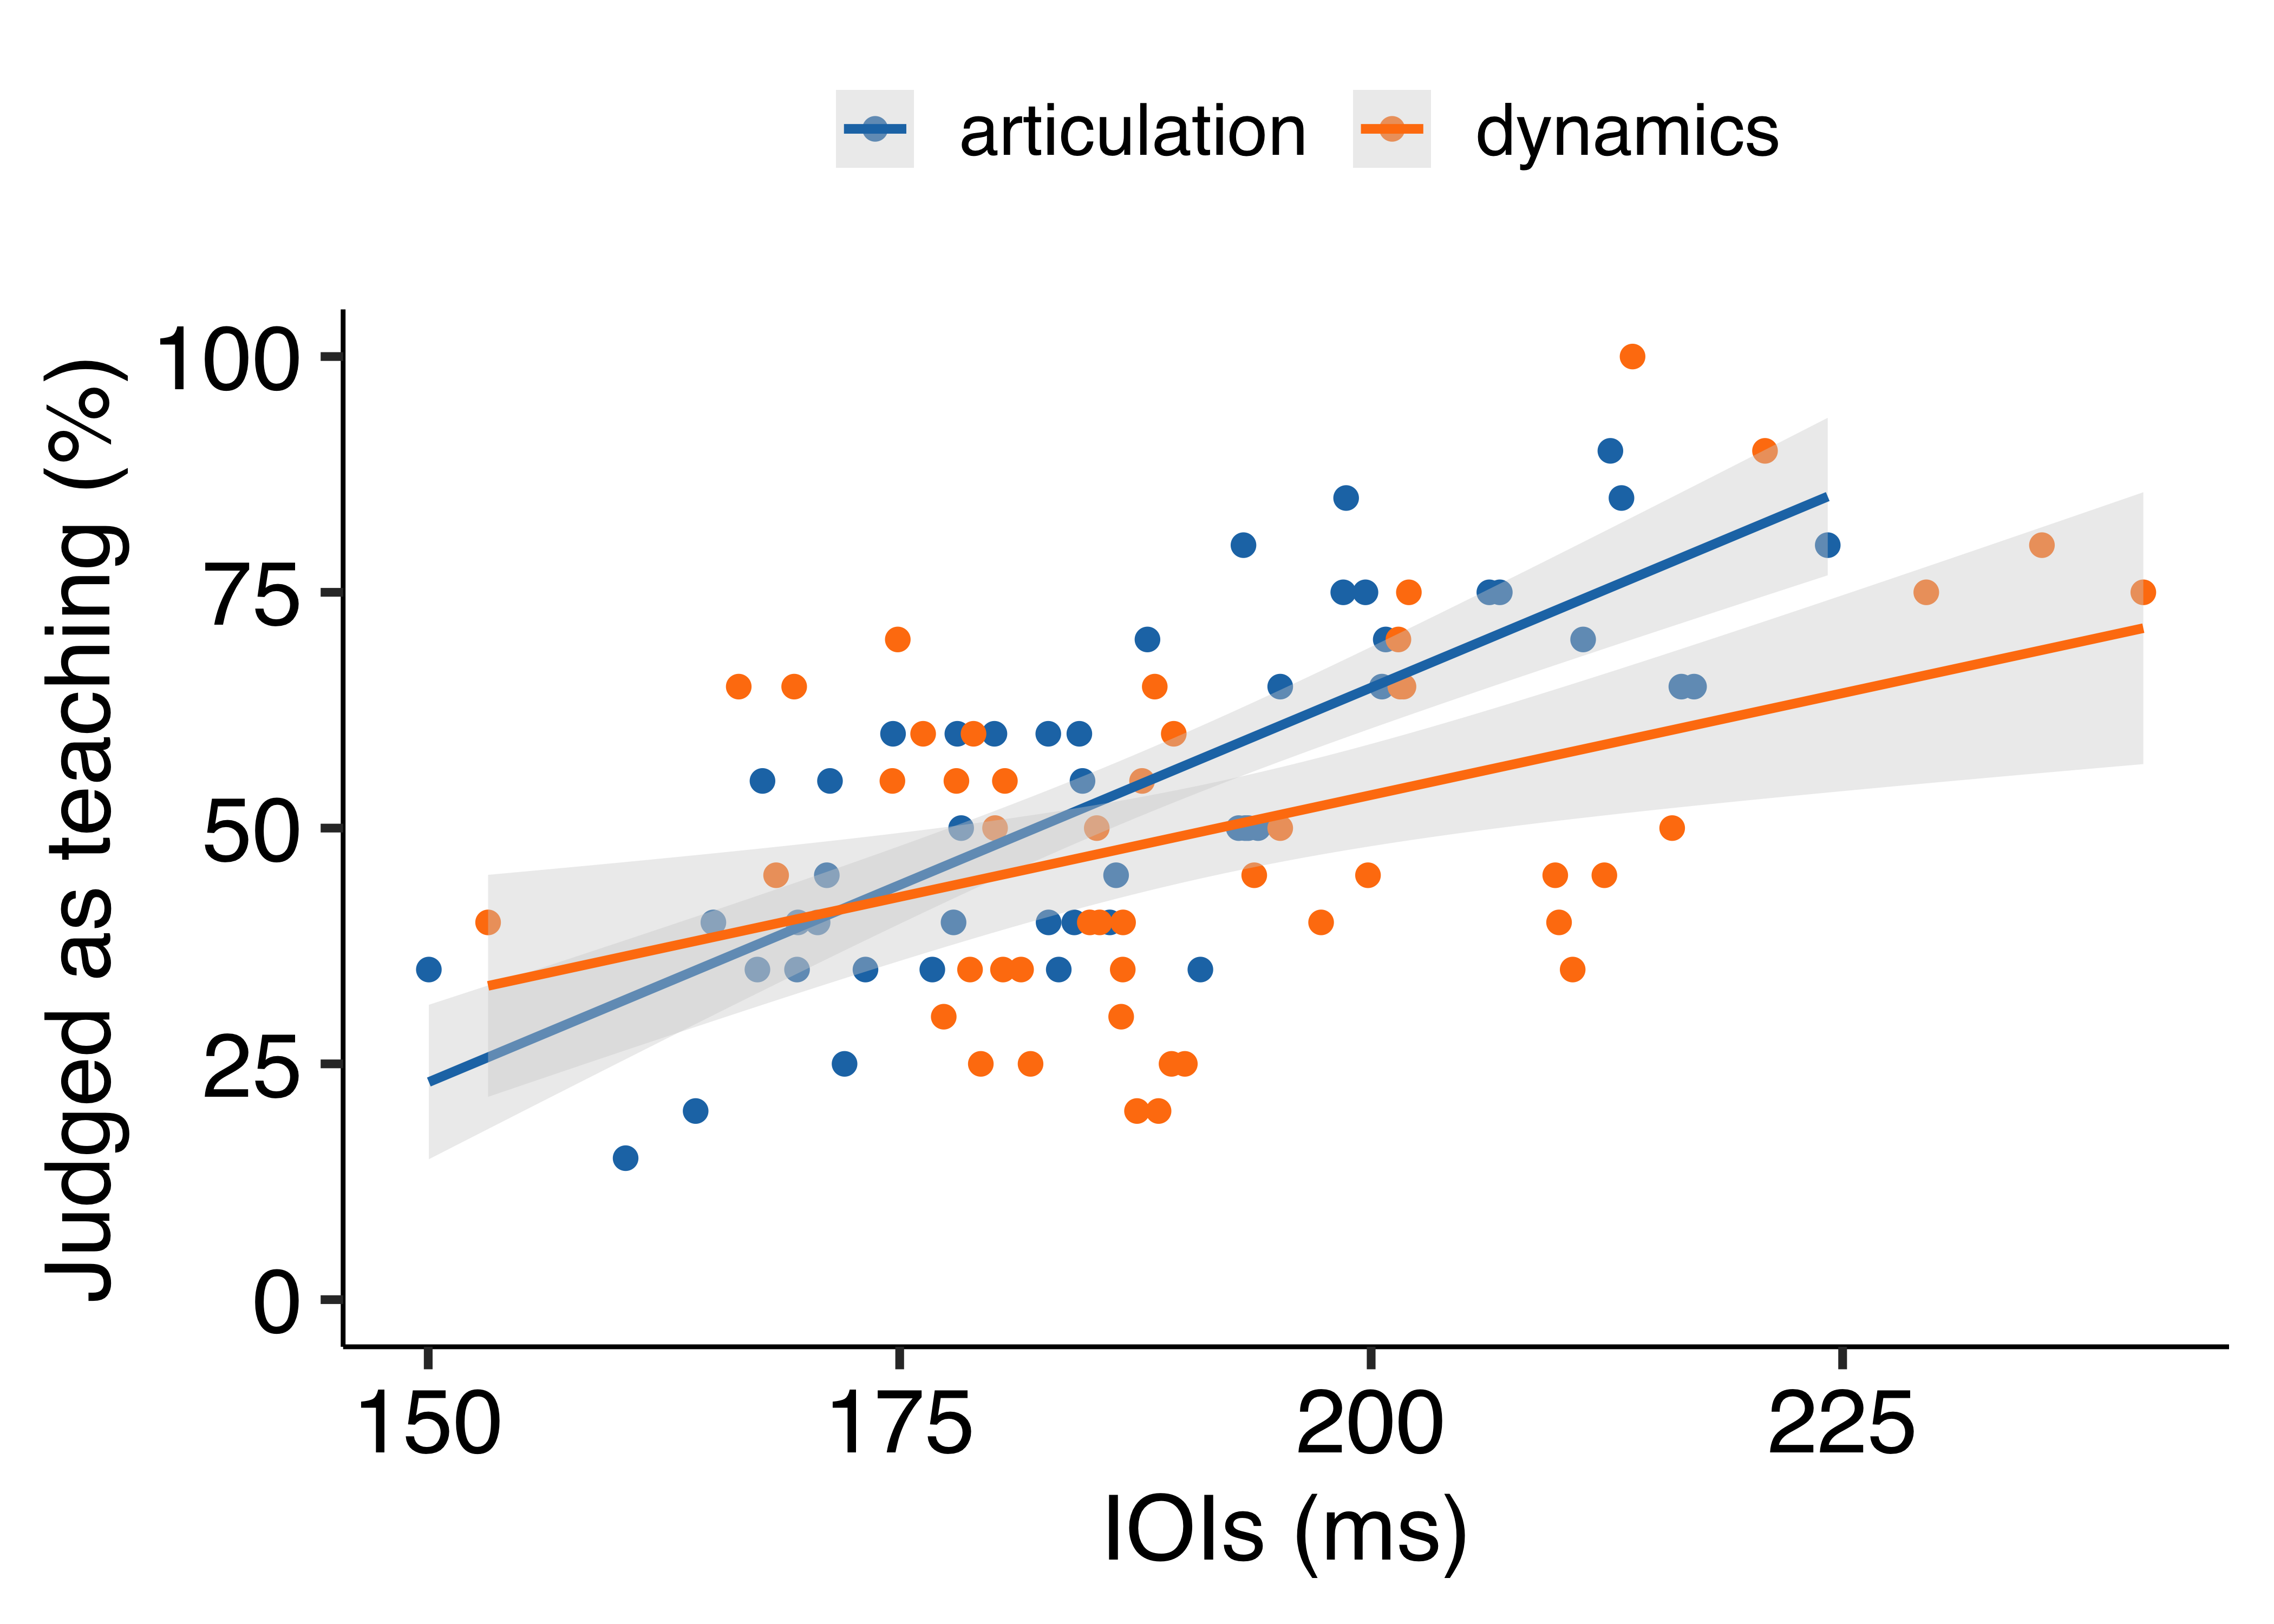 articulation dynamics
Judged as teaching (%)
100
75
50
25
0
150 175 200 225
IOIs (ms)